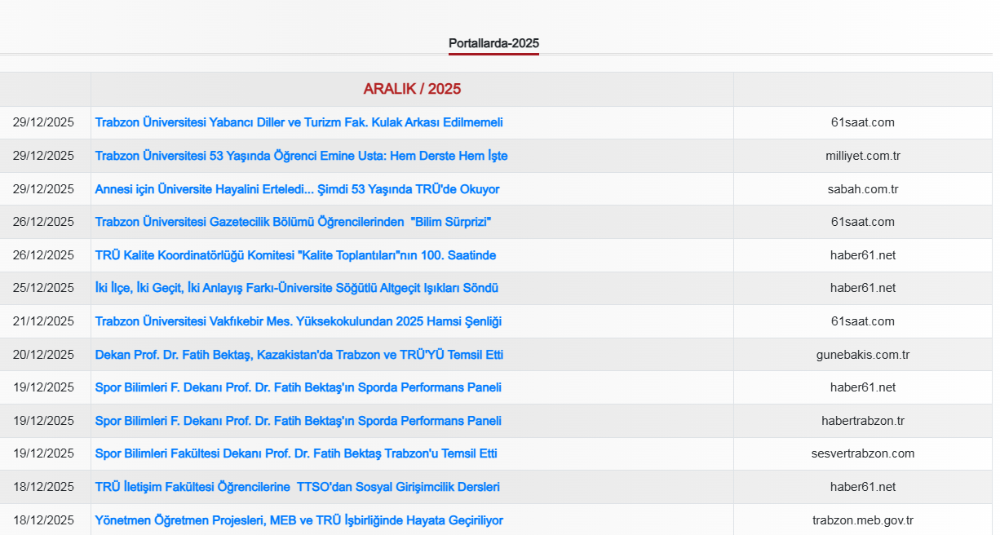 Portallarda-2025
ARALIK / 2025
29/12/2025 Trabzon Üniversitesi Yabancı Diller ve Turizm Fak. Kulak Arkası Edilmemeli 61saat.com
29/12/2025 Trabzon Üniversitesi 53 Yaşında Öğrenci Emine Usta: Hem Derste Hem İşte milliyet.com.tr
29/12/2025 Annesi için Üniversite Hayalini Erteledi... Şimdi 53 Yaşında TRÜ'de Okuyor sabah.com.tr
26/12/2025 Trabzon Üniversitesi Gazetecilik Bölümü Öğrencilerinden "Bilim Sürprizi" 61saat.com
26/12/2025 TRÜ Kalite Koordinatörlüğü Komitesi "Kalite Toplantıları"nın 100. Saatinde haber61.net
25/12/2025 İki İlçe, İki Geçit, İki Anlayış Farkı-Üniversite Söğütlü Altgeçit Işıkları Söndü haber61.net
21/12/2025 Trabzon Üniversitesi Vakfıkebir Mes. Yüksekokulundan 2025 Hamsi Şenliği 61saat.com
20/12/2025 Dekan Prof. Dr. Fatih Bektaş, Kazakistan'da Trabzon ve TRÜ'YÜ Temsil Etti gunebakis.com.tr
19/12/2025 Spor Bilimleri F. Dekanı Prof. Dr. Fatih Bektaş'ın Sporda Performans Paneli haber61.net
19/12/2025 Spor Bilimleri F. Dekanı Prof. Dr. Fatih Bektaş'ın Sporda Performans Paneli habertrabzon.tr
19/12/2025 Spor Bilimleri Fakültesi Dekanı Prof. Dr. Fatih Bektaş Trabzon'u Temsil Etti sesvertrabzon.com
18/12/2025 TRÜ İletişim Fakültesi Öğrencilerine TTSO'dan Sosyal Girişimcilik Dersleri haber61.net
18/12/2025 Yönetmen Öğretmen Projesleri, MEB ve TRÜ İşbirliğinde Hayata Geçiriliyor trabzon.meb.gov.tr